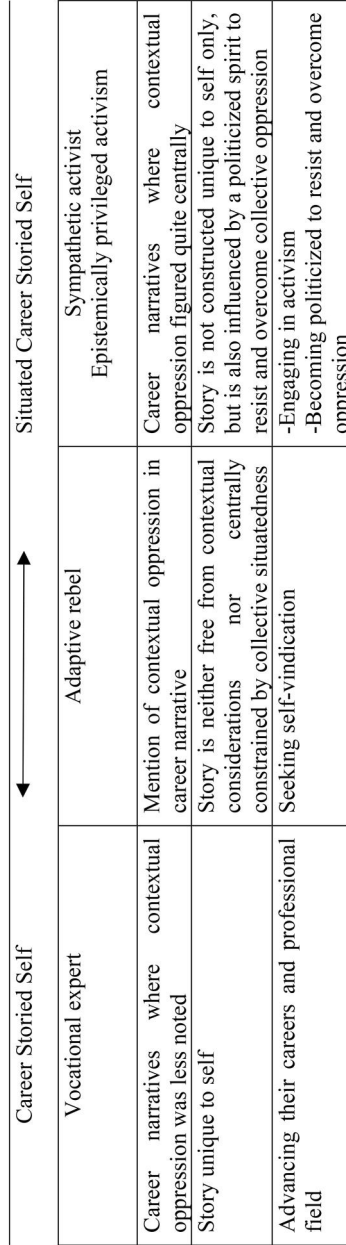 Career Storied Self
Situated Career Storied Self
Vocational expert
Adaptive rebel
Sympathetic activist
Epistemically privileged activism
Career narratives where contextual
oppression was less noted
Mention of contextual oppression in
career narrative
Career narratives where contextual
oppression figured quite centrally
Story unique to self
Story is neither free from contextual
considerations nor centrally
constrained by collective situatedness
Story is not constructed unique to self only,
but is also influenced by a politicized spirit to
resist and overcome collective oppression
Advancing their careers and professional
field
Seeking self-vindication
-Engaging in activism
-Becoming politicized to resist and overcome
oppression